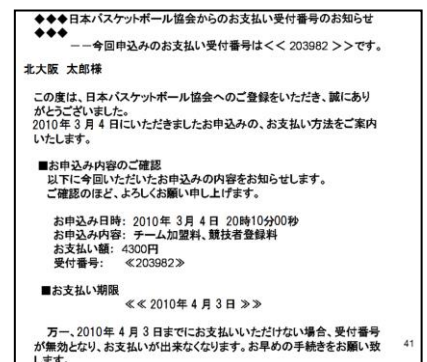 ◆◆◆日本バスケットボール協会からのお支払い受付番号のお知らせ
◆◆◆
－－今回申込みのお支払い受付番号は<< 203982 >>です。
北大阪 太郎様
この度は、日本バスケットボール協会へのご登録をいただき、誠にあり
がとうございました。
2010年 3 月 4 日にいただきましたお申込みの、お支払い方法をご案内
いたします。
■お申込み内容のご確認
以下に今回いただいたお申込みの内容をお知らせします。
ご確認のほど、よろしくお願い申し上げます。
お申込み日時: 2010年 3月 4日 20時10分00秒
お申込み内容: チーム加盟料、競技者登録料
お支払い額: 4300円
受付番号: ≪203982≫
■お支払い期限
≪≪ 2010年 4 月 3 日 ≫≫
万一、2010年 4 月 3 日までにお支払いいただけない場合、受付番号
が無効となり、お支払いが出来なくなります。お早めの手続きをお願い致
します。
41